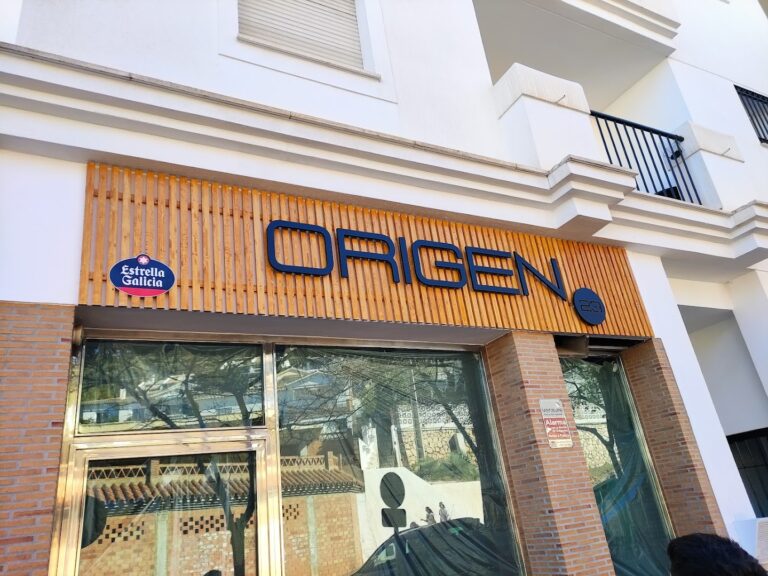 Estrella
Galicia
ORIGEN
23
Alarma